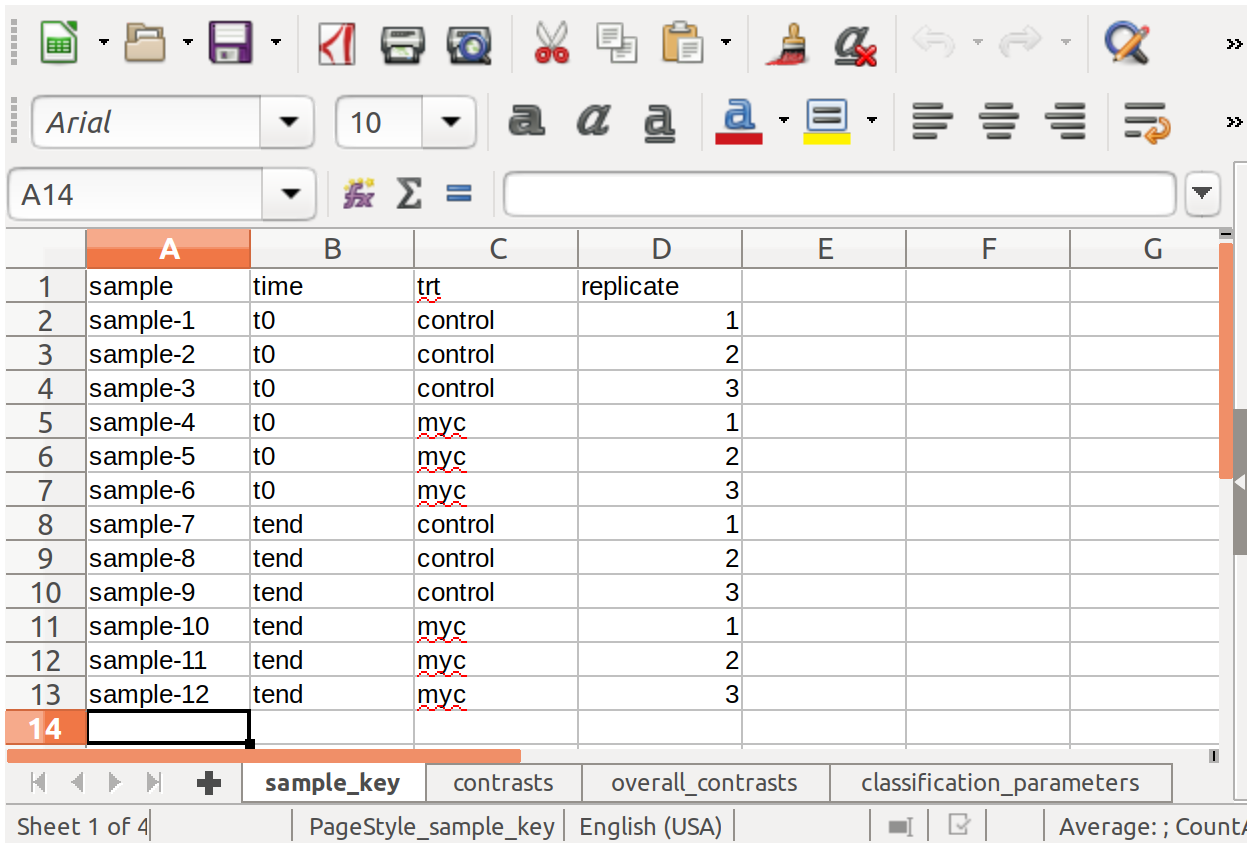 Arial 10
A14
A B C D E F G
1 sample time trt replicate
2 sample-1 t0 control 1
3 sample-2 t0 control 2
4 sample-3 t0 control 3
5 sample-4 t0 myc 1
6 sample-5 t0 myc 2
7 sample-6 t0 myc 3
8 sample-7 tend control 1
9 sample-8 tend control 2
10 sample-9 tend control 3
11 sample-10 tend myc 1
12 sample-11 tend myc 2
13 sample-12 tend myc 3
14
sample_key contrasts overall_contrasts classification_parameters
Sheet 1 of 4 PageStyle_sample_key English (USA) Average: ; CountA